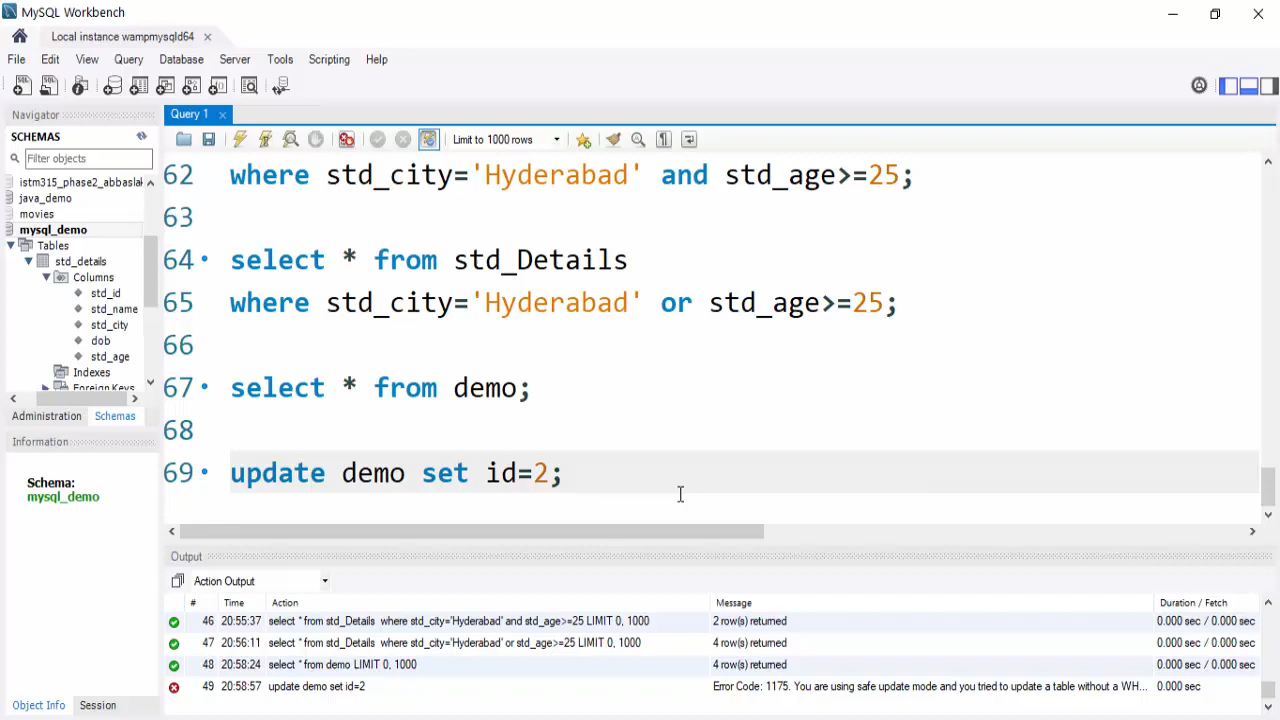 MySQL Workbench
Local instance wampmysqld64
File Edit View Query Database Server Tools Scripting Help
Navigator
Query 1
SCHEMAS
Limit to 1000 rows
Filter objects
istm315_phase2_abbaslak
java_demo
movies
mysql_demo
Tables
std_details
Columns
std_id
std_name
std_city
dob
std_age
Indexes
Foreign Keys
Administration Schemas
Information
Schema:
mysql_demo
62 where std_city='Hyderabad' and std_age>=25;
63
64 select * from std_Details
65 where std_city='Hyderabad' or std_age>=25;
66
67 select * from demo;
68
69 update demo set id=2;
Output
Action Output
# Time Action Message Duration / Fetch
46 20:55:37 select * from std_Details where std_city='Hyderabad' and std_age>=25 LIMIT 0, 1000 2 row(s) returned 0.000 sec / 0.000 sec
47 20:56:11 select * from std_Details where std_city='Hyderabad' or std_age>=25 LIMIT 0, 1000 4 row(s) returned 0.000 sec / 0.000 sec
48 20:58:24 select * from demo LIMIT 0, 1000 4 row(s) returned 0.000 sec / 0.000 sec
49 20:58:57 update demo set id=2 Error Code: 1175. You are using safe update mode and you tried to update a table without a WH... 0.000 sec
Object Info Session